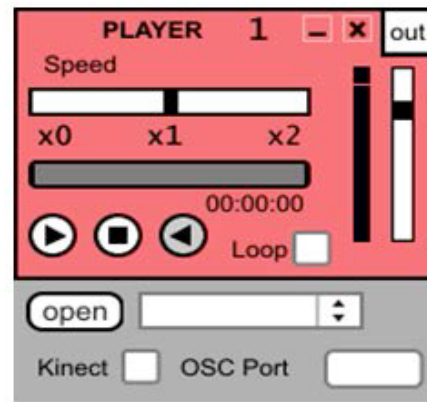 PLAYER 1
out
Speed
x0 x1 x2
00:00:00
Loop
open
Kinect OSC Port